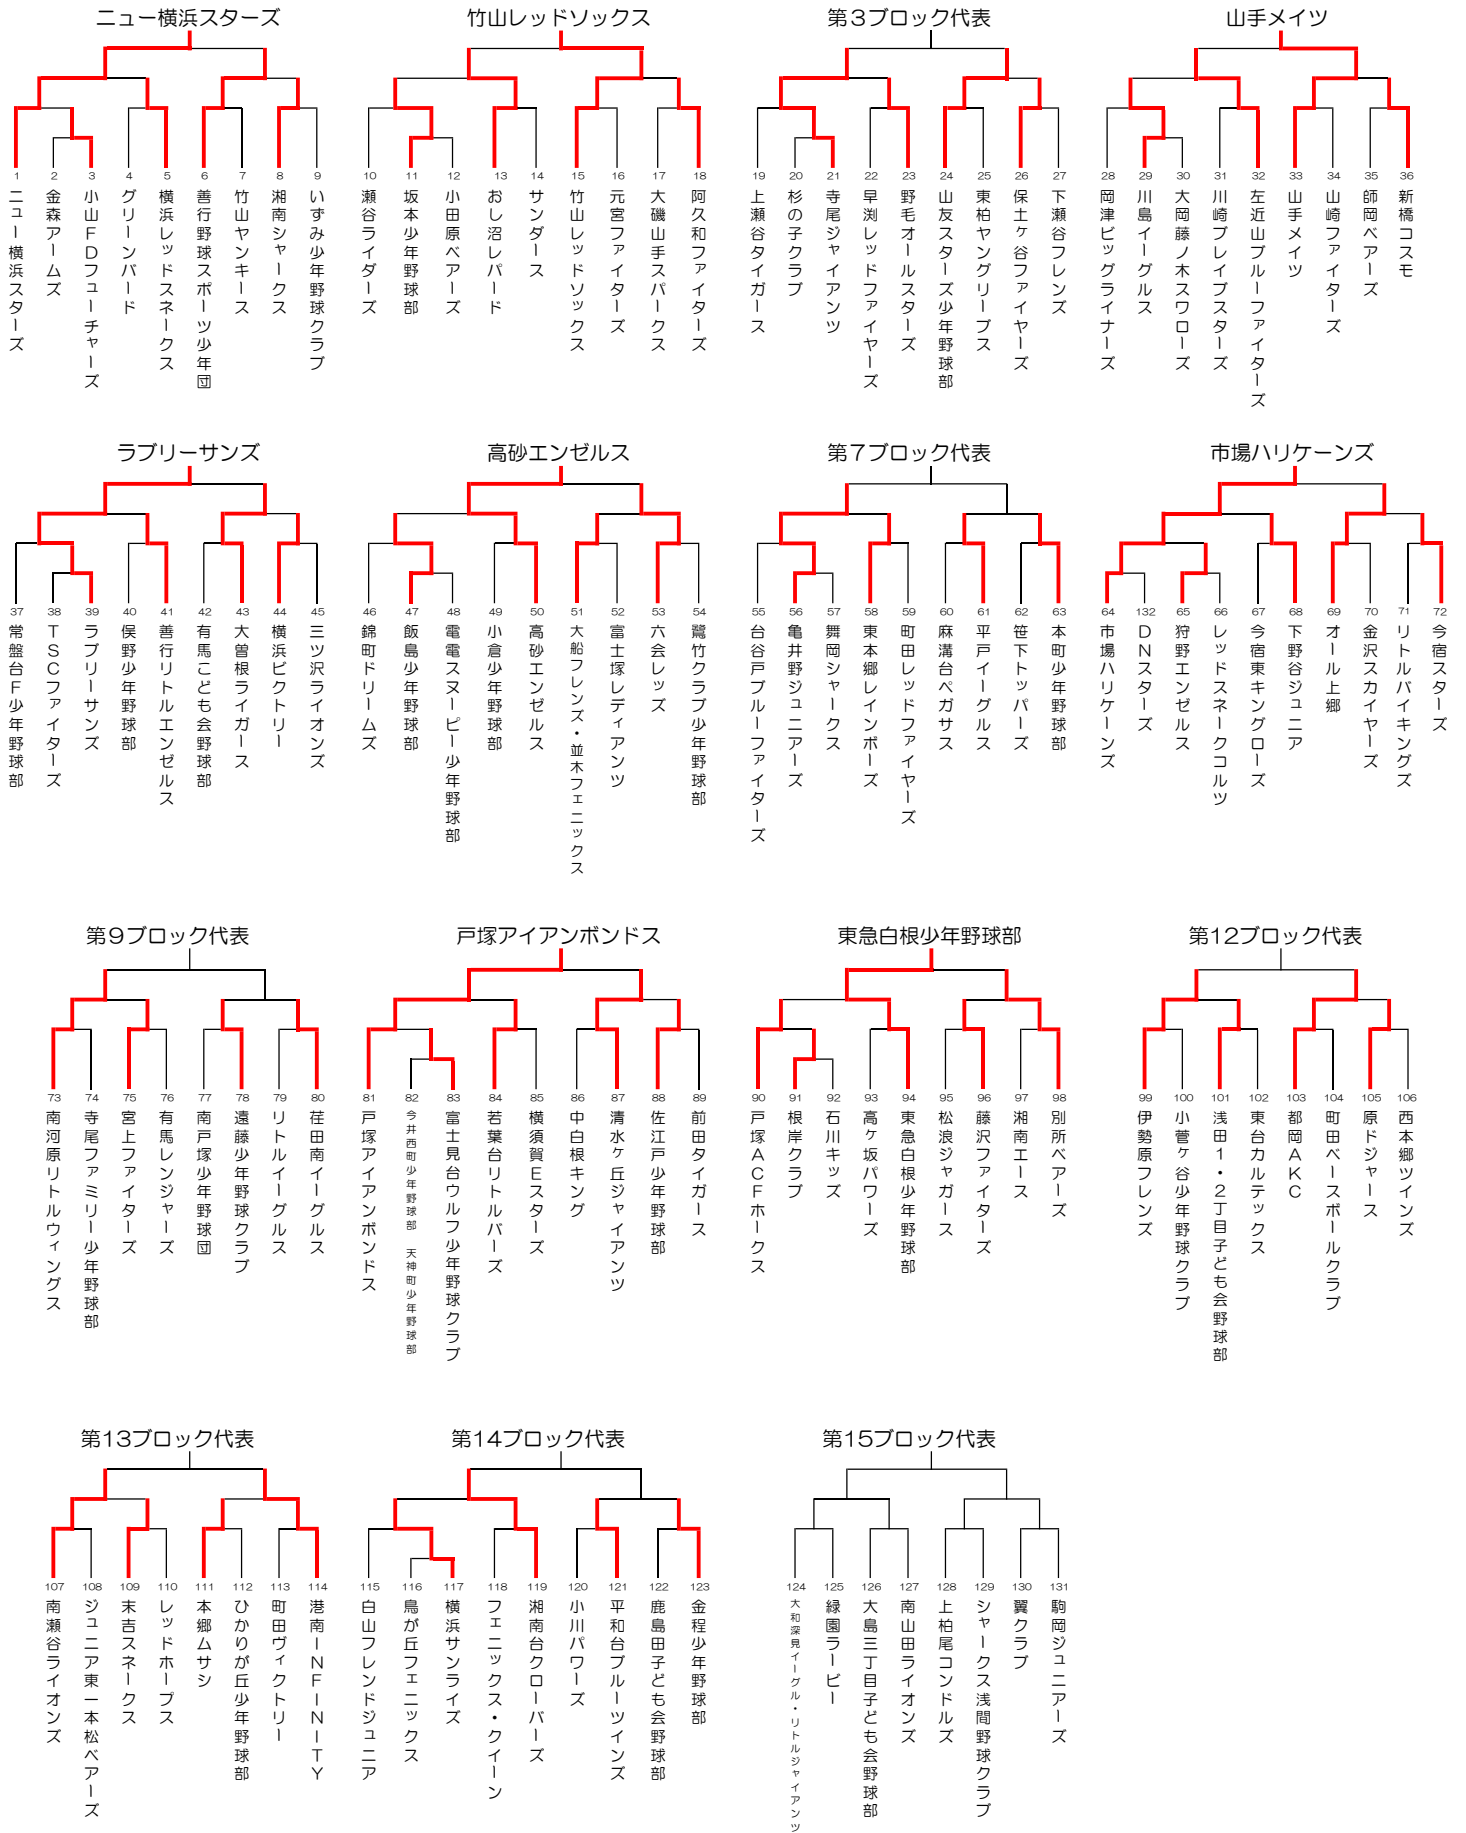 ニュー横浜スターズ
1 ニュー横浜スターズ
2 金森アームズ
3 小山FDフューチャーズ
4 グリーンバード
5 横浜レッドスネークス
6 善行野球スポーツ少年団
7 竹山ヤンキース
8 湘南シャークス
9 いずみ少年野球クラブ
竹山レッドソックス
10 瀬谷ライダーズ
11 坂本少年野球部
12 小田原ベアーズ
13 おし沼レパード
14 サンダース
15 竹山レッドソックス
16 元宮ファイターズ
17 大磯山手スパークス
18 阿久和ファイターズ
第3ブロック代表
19 上瀬谷タイガース
20 杉の子クラブ
21 寺尾ジャイアンツ
22 早渕レッドファイヤーズ
23 野毛オールスターズ
24 山友スターズ少年野球部
25 東柏ヤングリーブス
26 保土ヶ谷ファイヤーズ
27 下瀬谷フレンズ
山手メイツ
28 岡津ビッグライナーズ
29 川島イーグルス
30 大岡藤ノ木スワローズ
31 川崎ブレイブスターズ
32 左近山ブルーファイターズ
33 山手メイツ
34 山崎ファイターズ
35 師岡ベアーズ
36 新橋コスモ
ラブリーサンズ
37 常盤台F少年野球部
38 TSCファイターズ
39 ラブリーサンズ
40 俣野少年野球部
41 善行リトルエンゼルス
42 有馬こども会野球部
43 大曽根ライガース
44 横浜ビクトリー
45 三ツ沢ライオンズ
高砂エンゼルス
46 錦町ドリームズ
47 飯島少年野球部
48 電電スヌーピー少年野球部
49 小倉少年野球部
50 高砂エンゼルス
51 大船フレンズ・並木フェニックス
52 富士塚レディアンツ
53 六会レッズ
54 鷺竹クラブ少年野球部
第7ブロック代表
55 台谷戸ブルーファイターズ
56 亀井野ジュニアーズ
57 舞岡シャークス
58 東本郷レインボーズ
59 町田レッドファイヤーズ
60 麻溝台ペガサス
61 平戸イーグルス
62 笹下トッパーズ
63 本町少年野球部
市場ハリケーンズ
64 市場ハリケーンズ
132 DNスターズ
65 狩野エンゼルス
66 レッドスネークコルツ
67 今宿東キングローズ
68 下野谷ジュニア
69 オール上郷
70 金沢スカイヤーズ
71 リトルバイキングズ
72 今宿スターズ
第9ブロック代表
73 南河原リトルウィングス
74 寺尾ファミリー少年野球部
75 宮上ファイターズ
76 有馬レンジャーズ
77 南戸塚少年野球団
78 遠藤少年野球クラブ
79 リトルイーグルス
80 荏田南イーグルス
戸塚アイアンボンドス
81 戸塚アイアンボンドス
82 今井西町少年野球部 天神町少年野球部
83 富士見台ウルフ少年野球クラブ
84 若葉台リトルバーズ
85 横須賀Eスターズ
86 中白根キング
87 清水ヶ丘ジャイアンツ
88 佐江戸少年野球部
89 前田タイガース
東急白根少年野球部
90 戸塚ACFホークス
91 根岸クラブ
92 石川キッズ
93 高ヶ坂パワーズ
94 東急白根少年野球部
95 松浪ジャガース
96 藤沢ファイターズ
97 湘南エース
98 別所ベアーズ
第12ブロック代表
99 伊勢原フレンズ
100 小菅ヶ谷少年野球クラブ
101 浅田1・2丁目子ども会野球部
102 東台カルテックス
103 都岡AKC
104 町田ベースボールクラブ
105 原ドジャース
106 西本郷ツインズ
第13ブロック代表
107 南瀬谷ライオンズ
108 ジュニア東一本松ベアーズ
109 末吉スネークス
110 レッドホープス
111 本郷ムサシ
112 ひかりが丘少年野球部
113 町田ヴィクトリー
114 港南INFINITY
第14ブロック代表
115 白山フレンドジュニア
116 鳥が丘フェニックス
117 横浜サンライズ
118 フェニックス・クイーン
119 湘南台クローバーズ
120 小川パワーズ
121 平和台ブルーツインズ
122 鹿島田子ども会野球部
123 金程少年野球部
第15ブロック代表
124 大和深見イーグル・リトルジャイアンツ
125 緑園ラービー
126 大島三丁目子ども会野球部
127 南山田ライオンズ
128 上柏尾コンドルズ
129 シャークス浅間野球クラブ
130 翼クラブ
131 駒岡ジュニアーズ